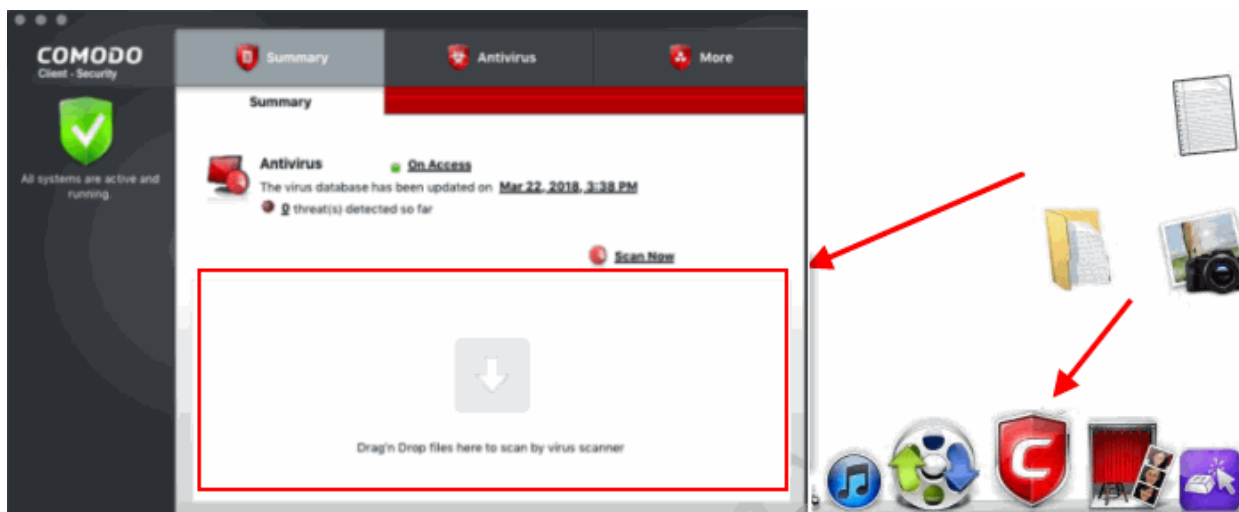 COMODO
Client - Security
Summary
Antivirus
More
Summary
All systems are active and
running.
Antivirus
On Access
The virus database has been updated on Mar 22, 2018, 3:38 PM
0 threat(s) detected so far
Scan Now
Drag'n Drop files here to scan by virus scanner
C